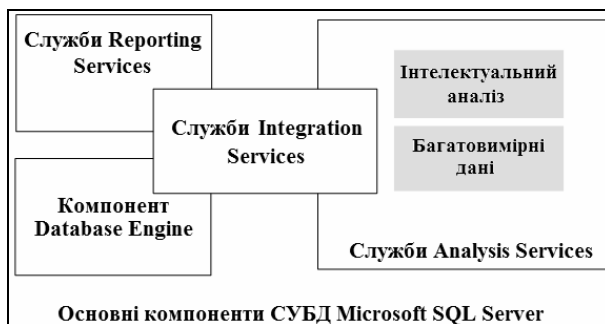 Служби Reporting
Services
Інтелектуальний
аналіз
Служби Integration
Services
Багатовимірні
дані
Компонент
Database Engine
Служби Analysis Services
Основні компоненти СУБД Microsoft SQL Server